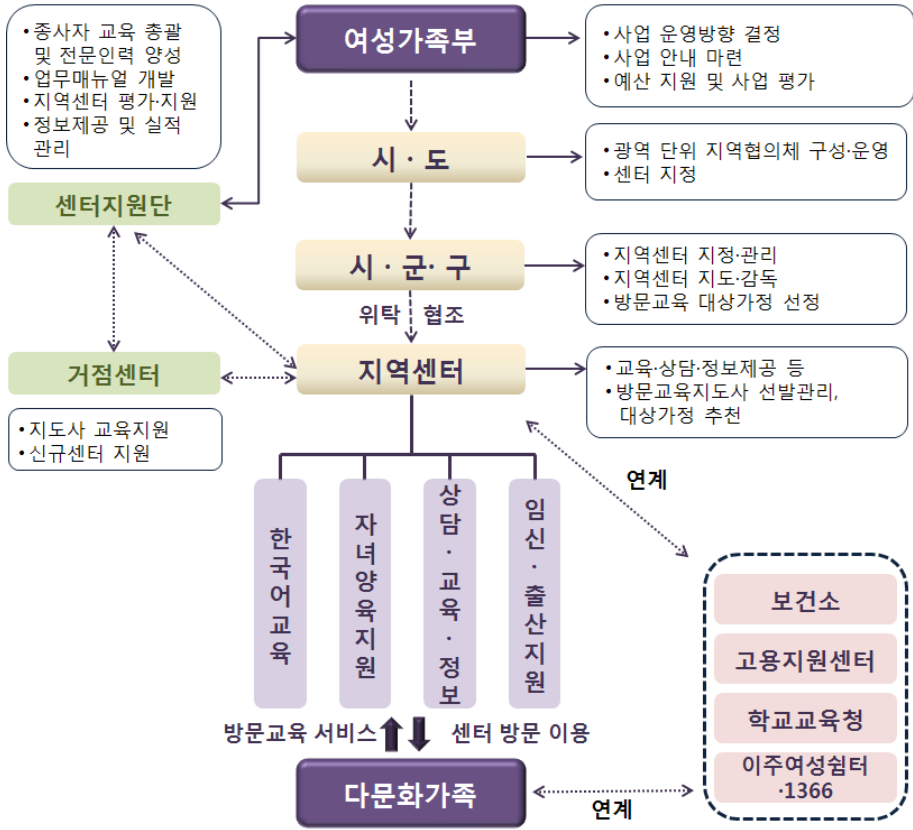 • 종사자 교육 총괄
및 전문인력 양성
• 업무매뉴얼 개발
• 지역센터 평가·지원
• 정보제공 및 실적
관리
여성가족부
• 사업 운영방향 결정
• 사업 안내 마련
• 예산 지원 및 사업 평가
시 · 도
• 광역 단위 지역협의체 구성·운영
• 센터 지정
센터지원단
시 · 군· 구
• 지역센터 지정·관리
• 지역센터 지도·감독
• 방문교육 대상가정 선정
위탁 협조
거점센터
지역센터
• 교육·상담·정보제공 등
• 방문교육지도사 선발관리,
대상가정 추천
• 지도사 교육지원
• 신규센터 지원
연계
한국어교육
자녀양육지원
상담·교육·정보
임신·출산지원
보건소
고용지원센터
학교교육청
이주여성쉼터
·1366
방문교육 서비스
센터 방문 이용
다문화가족
연계